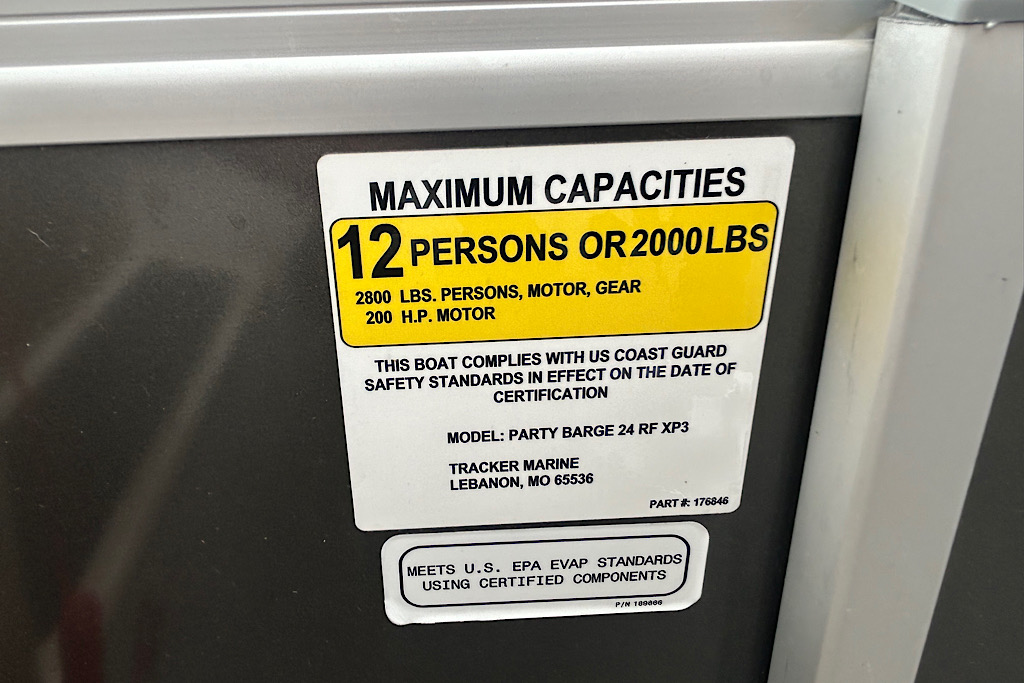 MAXIMUM CAPACITIES
12 PERSONS OR 2000 LBS
2800 LBS. PERSONS, MOTOR, GEAR
200 H.P. MOTOR
THIS BOAT COMPLIES WITH US COAST GUARD
SAFETY STANDARDS IN EFFECT ON THE DATE OF
CERTIFICATION
MODEL: PARTY BARGE 24 RF XP3
TRACKER MARINE
LEBANON, MO 65536
PART #: 176846
MEETS U.S. EPA EVAP STANDARDS
USING CERTIFIED COMPONENTS
P/N